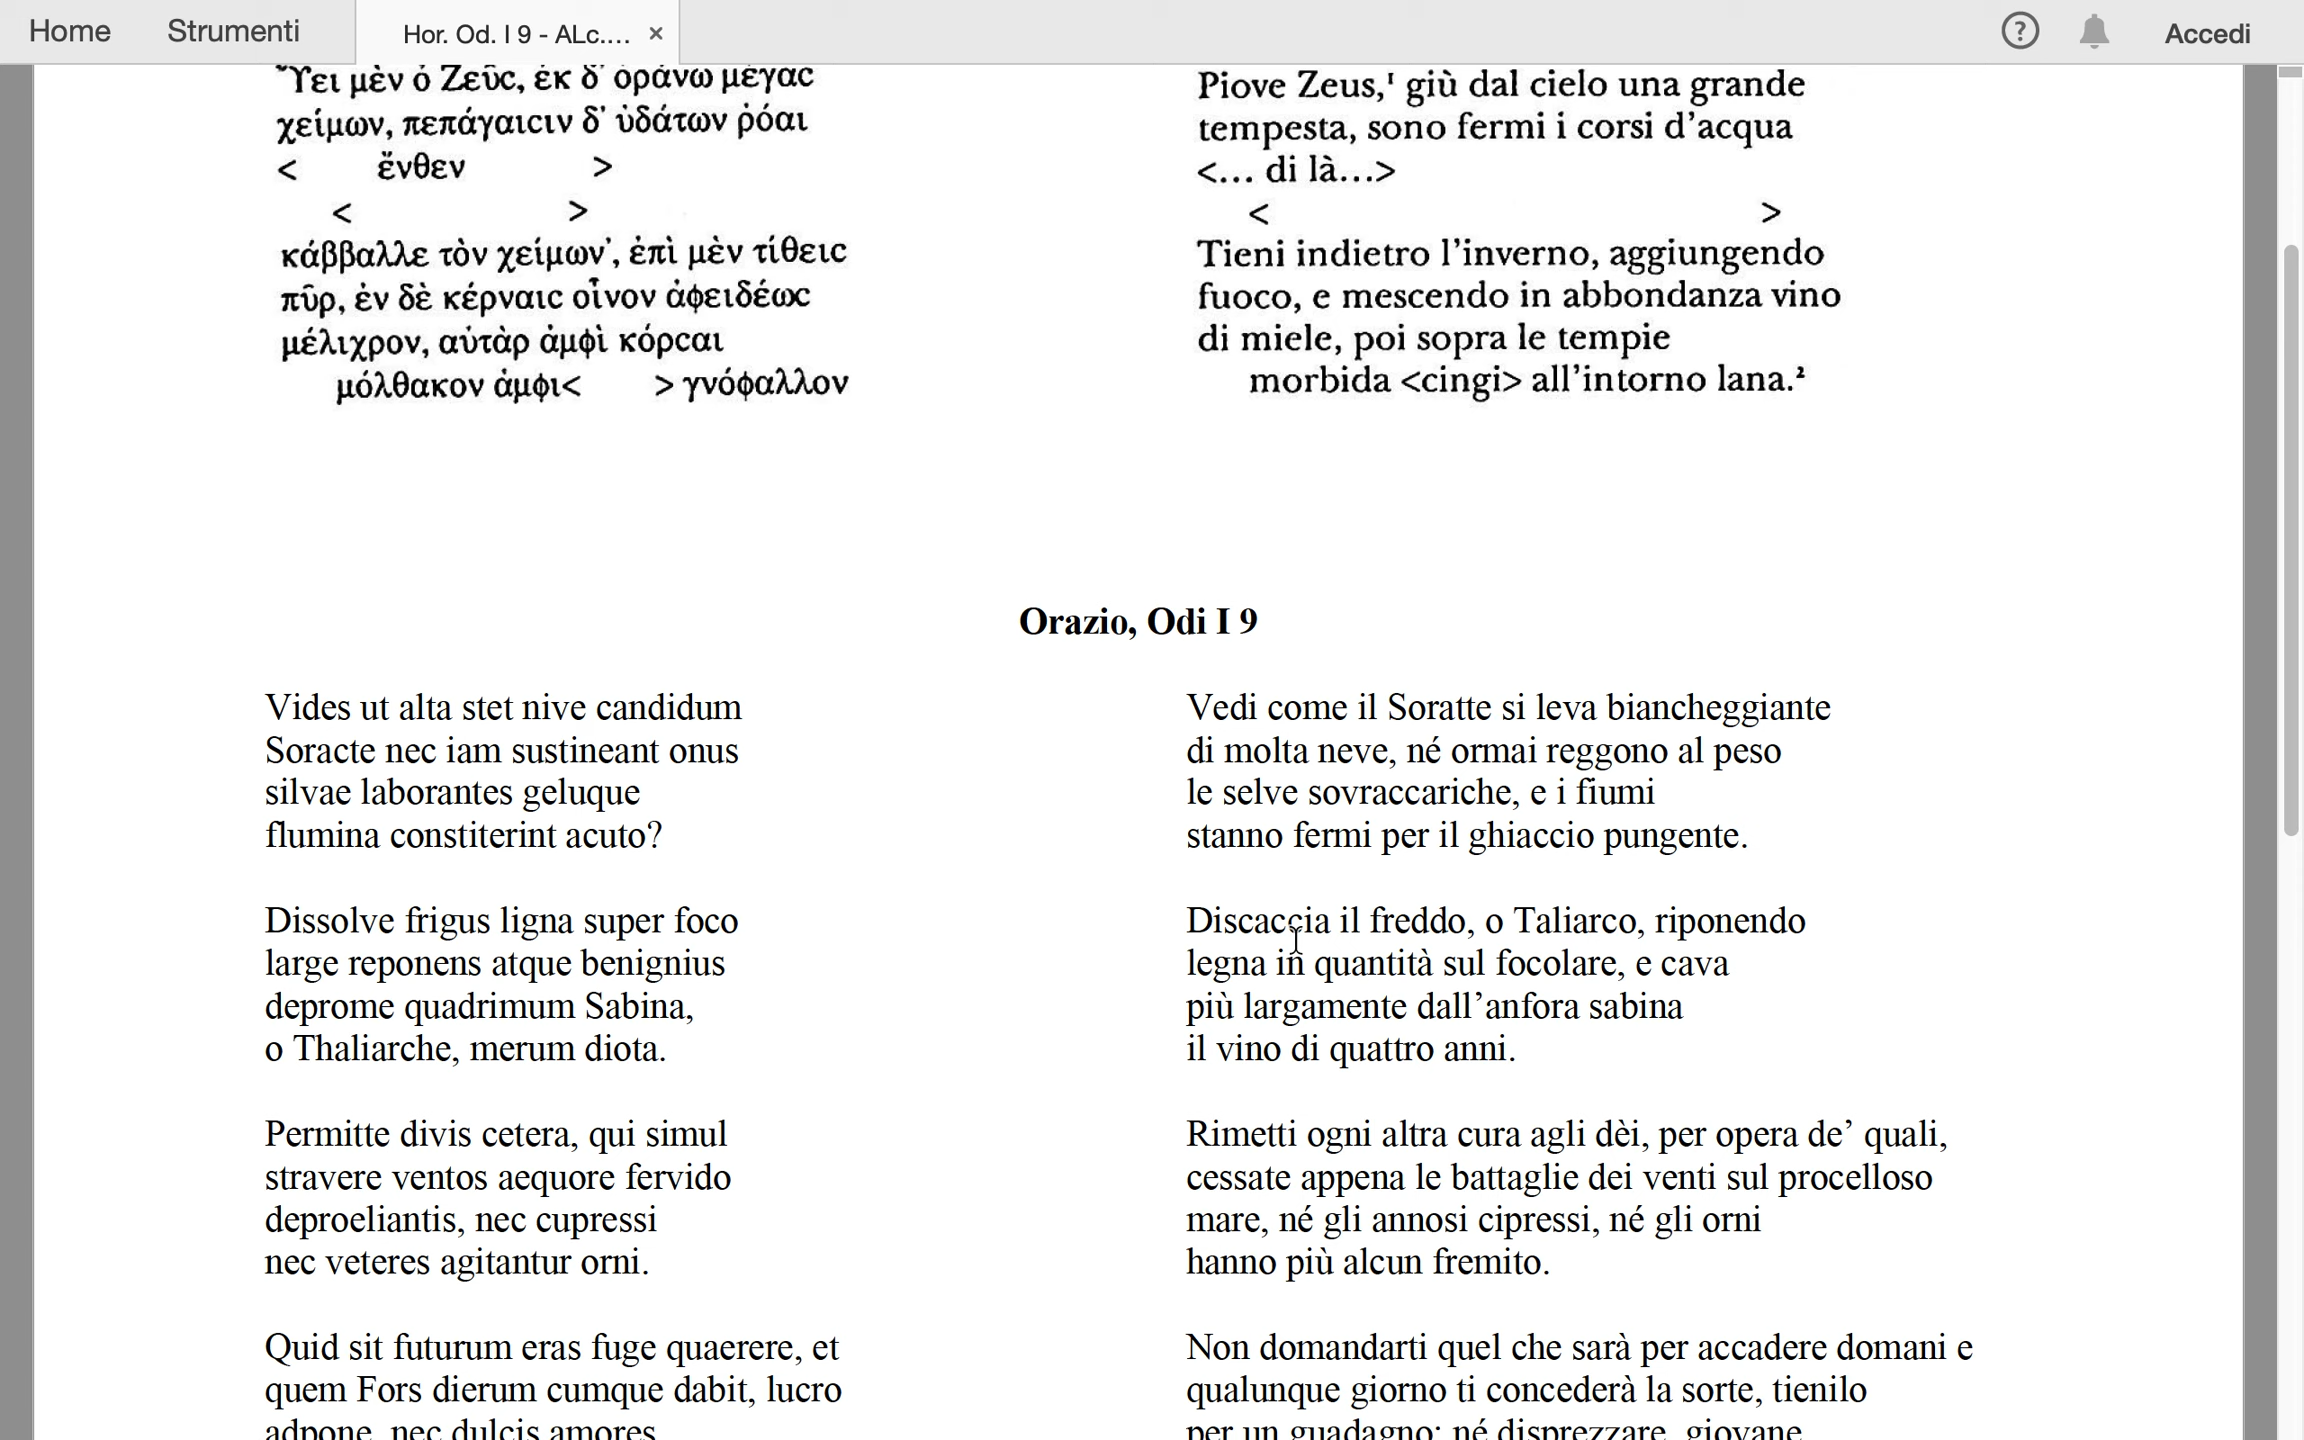 Home Strumenti Hor. Od. I 9 - ALc.... × ? Accedi
Ὕει μὲν ὁ Ζεῦϲ, ἐκ δ' ὀράνω μέγαϲ
χείμων, πεπάγαιϲιν δ' ὐδάτων ῤόαι
< ἔνθεν >
< >
κάββαλλε τὸν χείμων', ἐπὶ μὲν τίθειϲ
πῦρ, ἐν δὲ κέρναιϲ οἶνον ἀφειδέωϲ
μέλιχρον, αὐτὰρ ἀμφὶ κόρϲαι
μόλθακον ἀμφι< > γνόφαλλον
Piove Zeus,¹ giù dal cielo una grande
tempesta, sono fermi i corsi d'acqua
<... di là...>
< >
Tieni indietro l'inverno, aggiungendo
fuoco, e mescendo in abbondanza vino
di miele, poi sopra le tempie
morbida <cingi> all'intorno lana.²
Orazio, Odi I 9
Vides ut alta stet nive candidum
Soracte nec iam sustineant onus
silvae laborantes geluque
flumina constiterint acuto?
Dissolve frigus ligna super foco
large reponens atque benignius
deprome quadrimum Sabina,
o Thaliarche, merum diota.
Permitte divis cetera, qui simul
stravere ventos aequore fervido
deproeliantis, nec cupressi
nec veteres agitantur orni.
Quid sit futurum eras fuge quaerere, et
quem Fors dierum cumque dabit, lucro
adpone, nec dulcis amores
Vedi come il Soratte si leva biancheggiante
di molta neve, né ormai reggono al peso
le selve sovraccariche, e i fiumi
stanno fermi per il ghiaccio pungente.
Discaccia il freddo, o Taliarco, riponendo
legna in quantità sul focolare, e cava
più largamente dall’anfora sabina
il vino di quattro anni.
Rimetti ogni altra cura agli dèi, per opera de’ quali,
cessate appena le battaglie dei venti sul procelloso
mare, né gli annosi cipressi, né gli orni
hanno più alcun fremito.
Non domandarti quel che sarà per accadere domani e
qualunque giorno ti concederà la sorte, tienilo
per un guadagno; né disprezzare, giovane